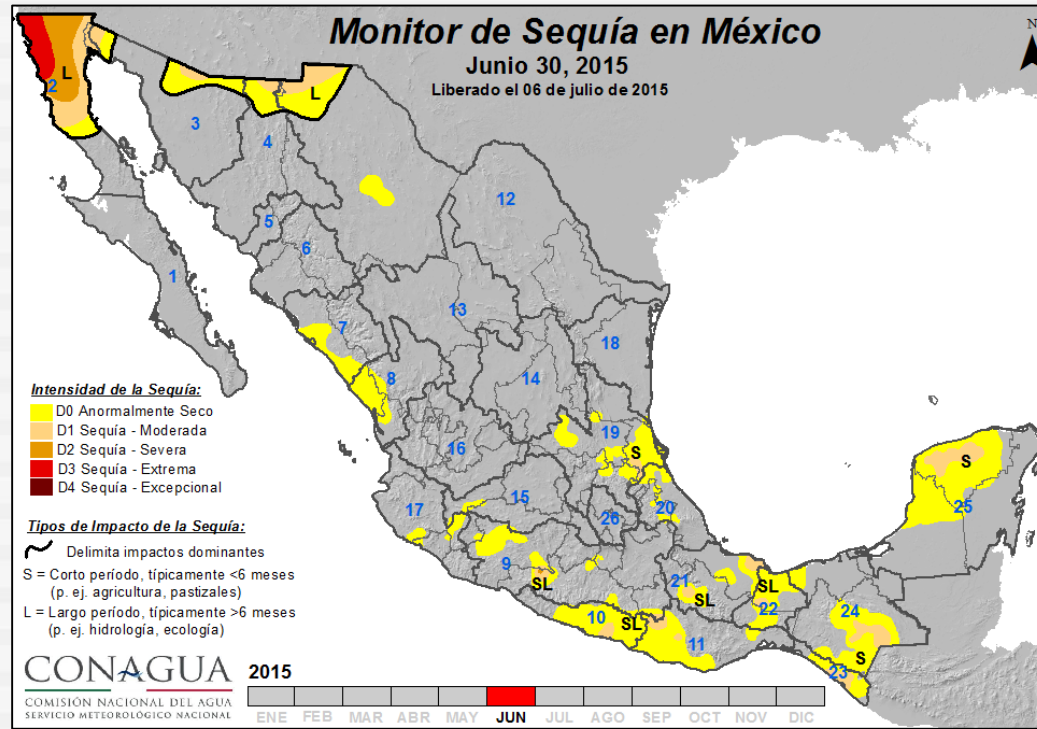 Monitor de Sequía en México
Junio 30, 2015
Liberado el 06 de julio de 2015
N
L
2
3
4
L
12
5
6
1
7
13
18
8
14
19
S
16
15
17
20
26
S
25
9
SL
21
SL
SL
22
10
SL
11
24
S
23
Intensidad de la Sequía:
D0 Anormalmente Seco
D1 Sequía - Moderada
D2 Sequía - Severa
D3 Sequía - Extrema
D4 Sequía - Excepcional
Tipos de Impacto de la Sequía:
Delimita impactos dominantes
S = Corto período, típicamente <6 meses
(p. ej. agricultura, pastizales)
L = Largo período, típicamente >6 meses
(p. ej. hidrología, ecología)
CONAGUA
COMISIÓN NACIONAL DEL AGUA
SERVICIO METEOROLÓGICO NACIONAL
2015
ENE FEB MAR ABR MAY JUN JUL AGO SEP OCT NOV DIC